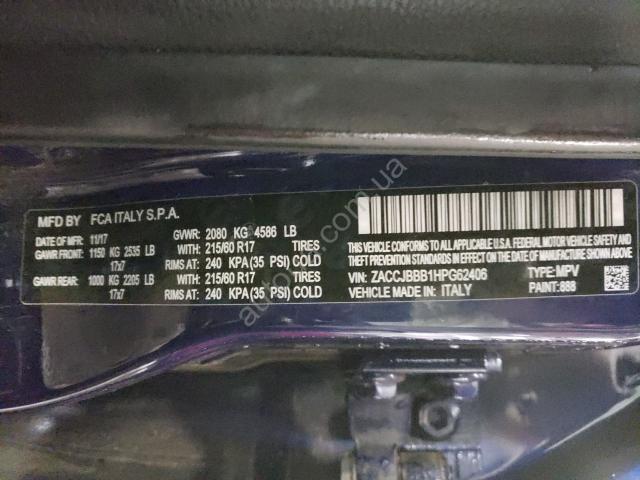 MFD BY FCA ITALY S.P.A.
DATE OF MFR: 11/17 GVWR: 2080 KG 4586 LB
GAWR FRONT: 1150 KG 2535 LB WITH: 215/60 R17 TIRES
17x7 RIMS AT: 240 KPA (35 PSI) COLD
GAWR REAR: 1000 KG 2205 LB WITH: 215/60 R17 TIRES
17x7 RIMS AT: 240 KPA (35 PSI) COLD
THIS VEHICLE CONFORMS TO ALL APPLICABLE U.S.A. FEDERAL MOTOR VEHICLE SAFETY
AND THEFT PREVENTION STANDARDS IN EFFECT ON THE DATE OF MANUFACTURE SHOWN ABOVE.
VIN: ZACCJBBB1HPG62406 TYPE: MPV
VEHICLE MADE IN: ITALY PAINT: 888